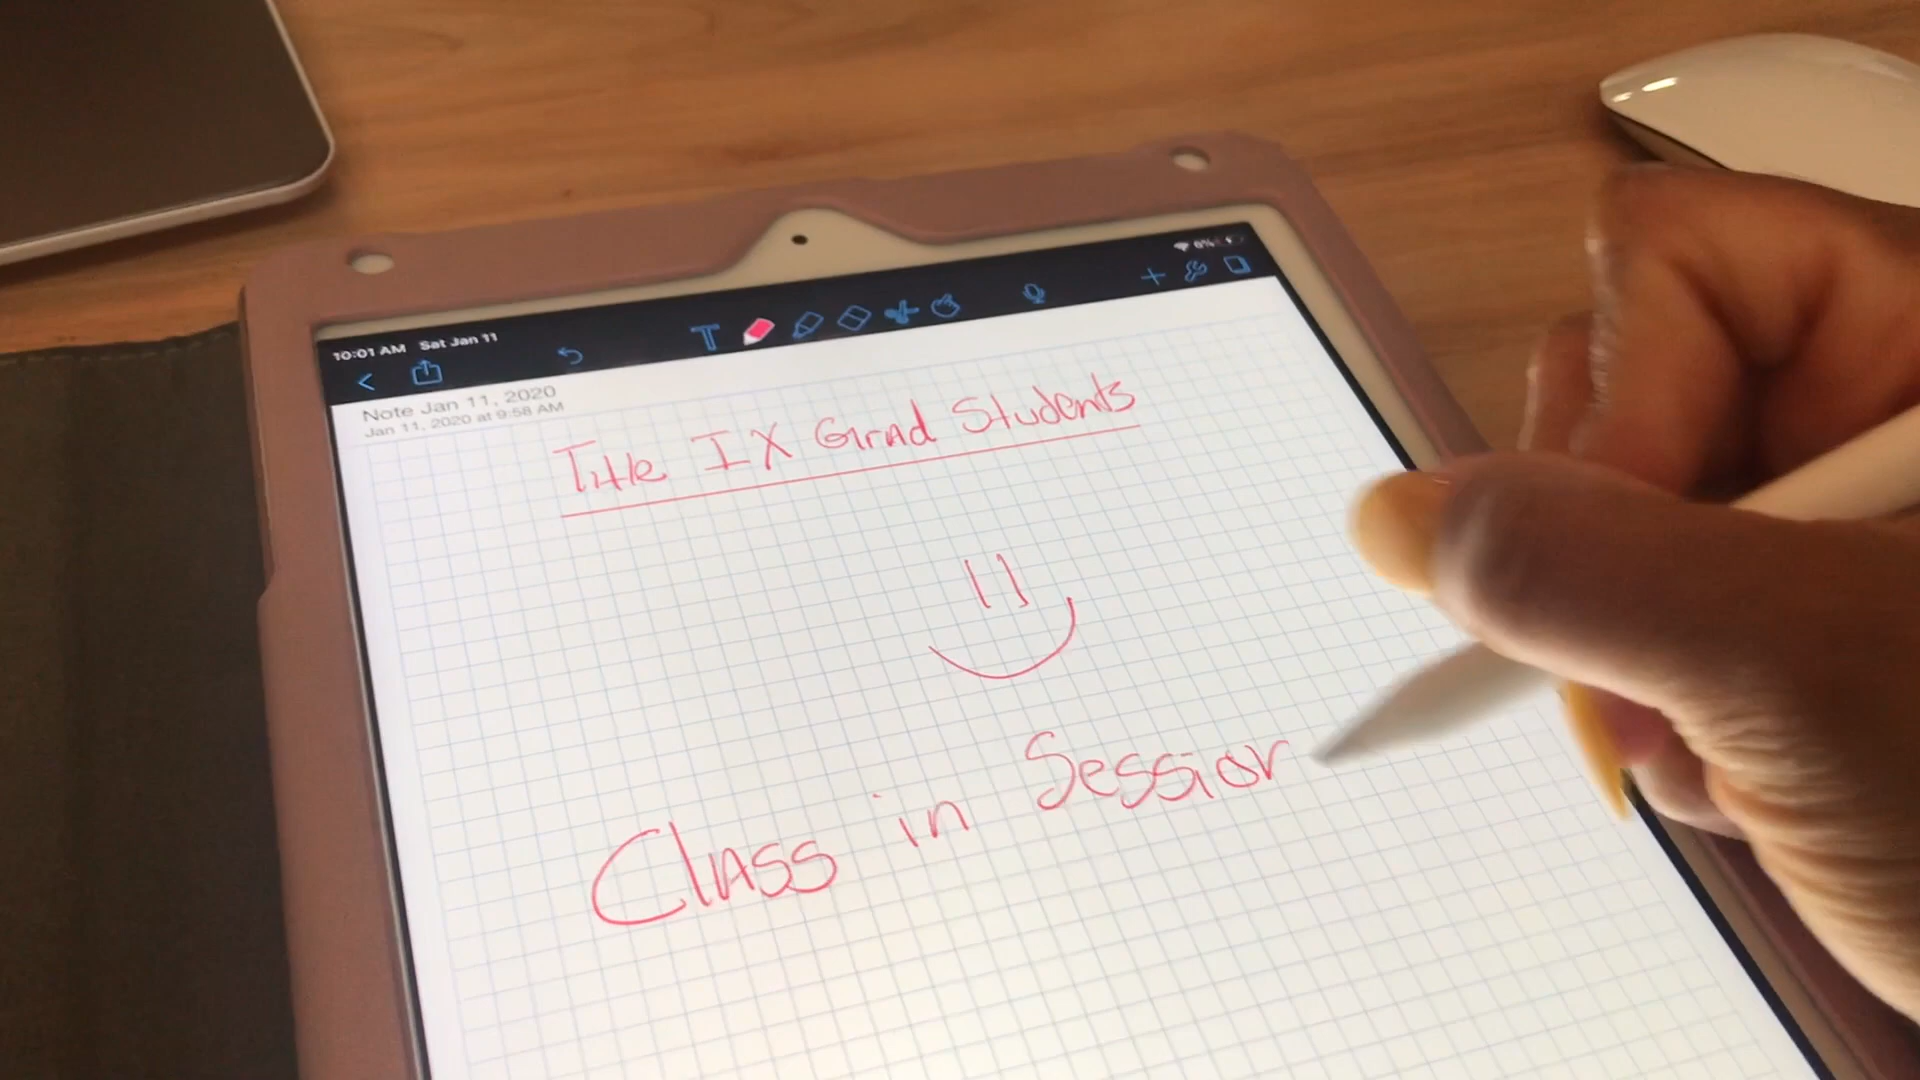 10:01 AM Sat Jan 11
6%
Note Jan 11, 2020
Jan 11, 2020 at 9:58 AM
Title IX Grad Students
Class in Session